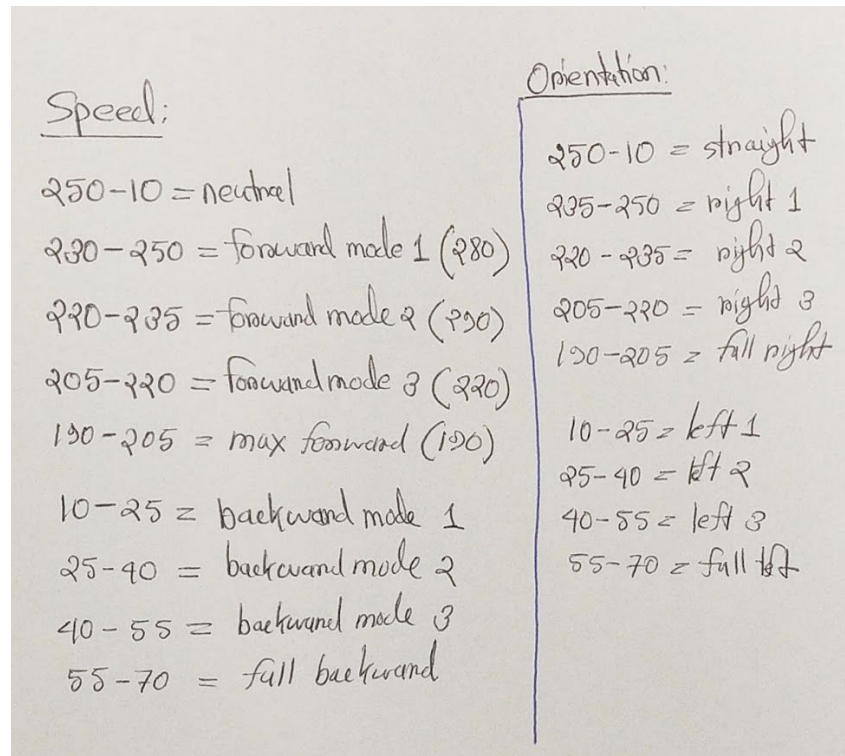 Speed:
250-10 = neutral
230-250 = forward mode 1 (280)
220-235 = forward mode 2 (290)
205-220 = forward mode 3 (220)
190-205 = max forward (190)
10-25 = backward mode 1
25-40 = backward mode 2
40-55 = backward mode 3
55-70 = full backward
Orientation:
250-10 = straight
235-250 = right 1
220-235 = right 2
205-220 = right 3
190-205 = full right
10-25 = left 1
25-40 = left 2
40-55 = left 3
55-70 = full left